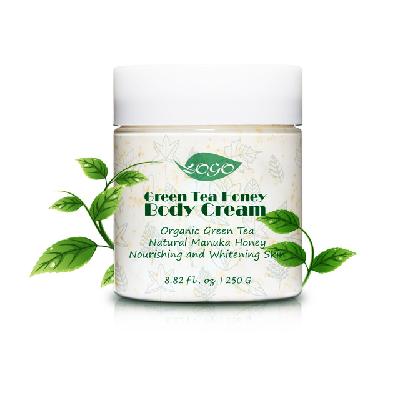 LOGO
Green Tea Honey
Body Cream
Organic Green Tea
Natural Manuka Honey
Nourishing and Whitening Skin
8.82 fl. oz | 250 G